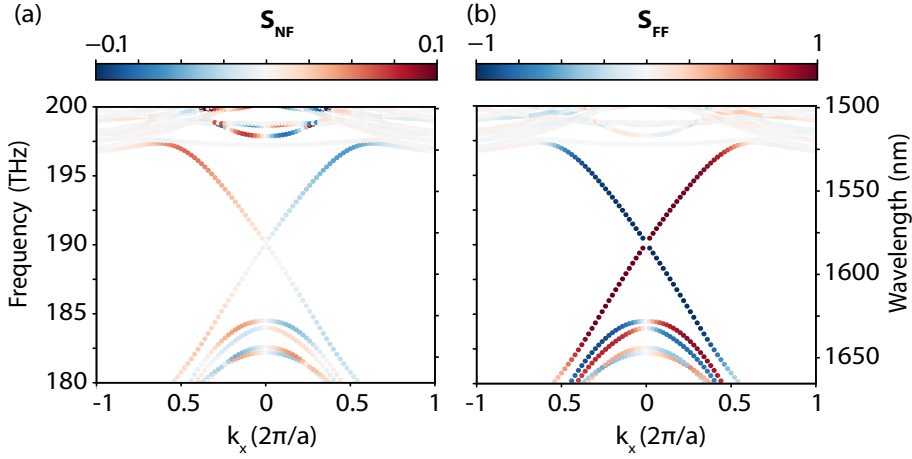 (a)
S_NF
−0.1
0.1
200
195
190
185
180
Frequency (THz)
-1
0.5
0
0.5
1
k_x (2π/a)
(b)
S_FF
−1
1
1500
1550
1600
1650
Wavelength (nm)
-1
0.5
0
0.5
1
k_x (2π/a)